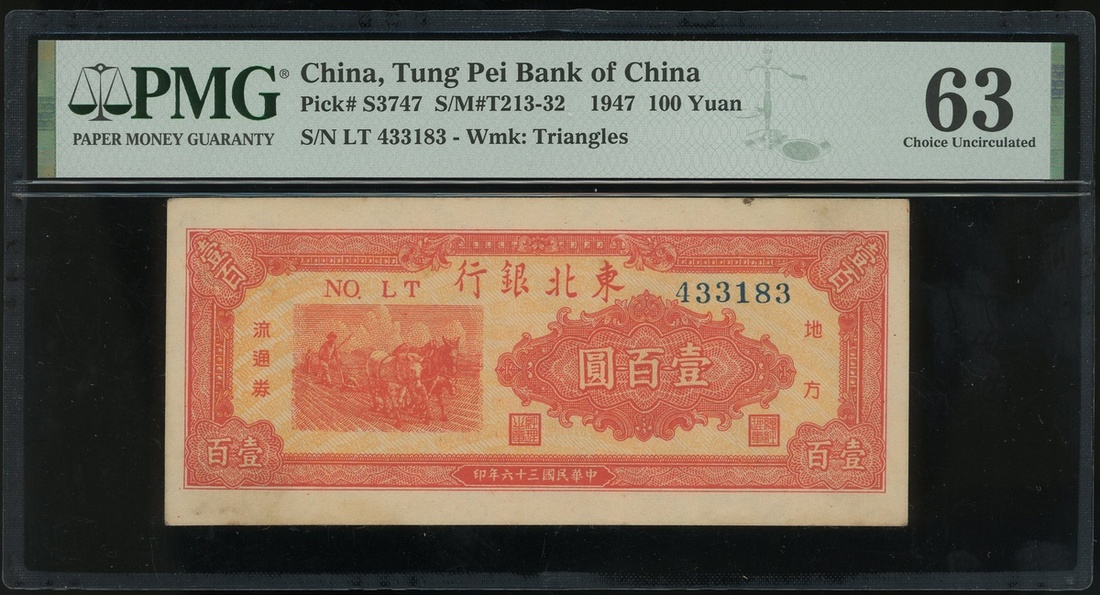 PMG®
PAPER MONEY GUARANTY
China, Tung Pei Bank of China
Pick# S3747 S/M#T213-32 1947 100 Yuan
S/N LT 433183 - Wmk: Triangles
63
Choice Uncirculated
壹百
壹百
行銀北東
NO. LT
433183
流通券
地方
圓百壹
百壹
百壹
印年六十三國民華中